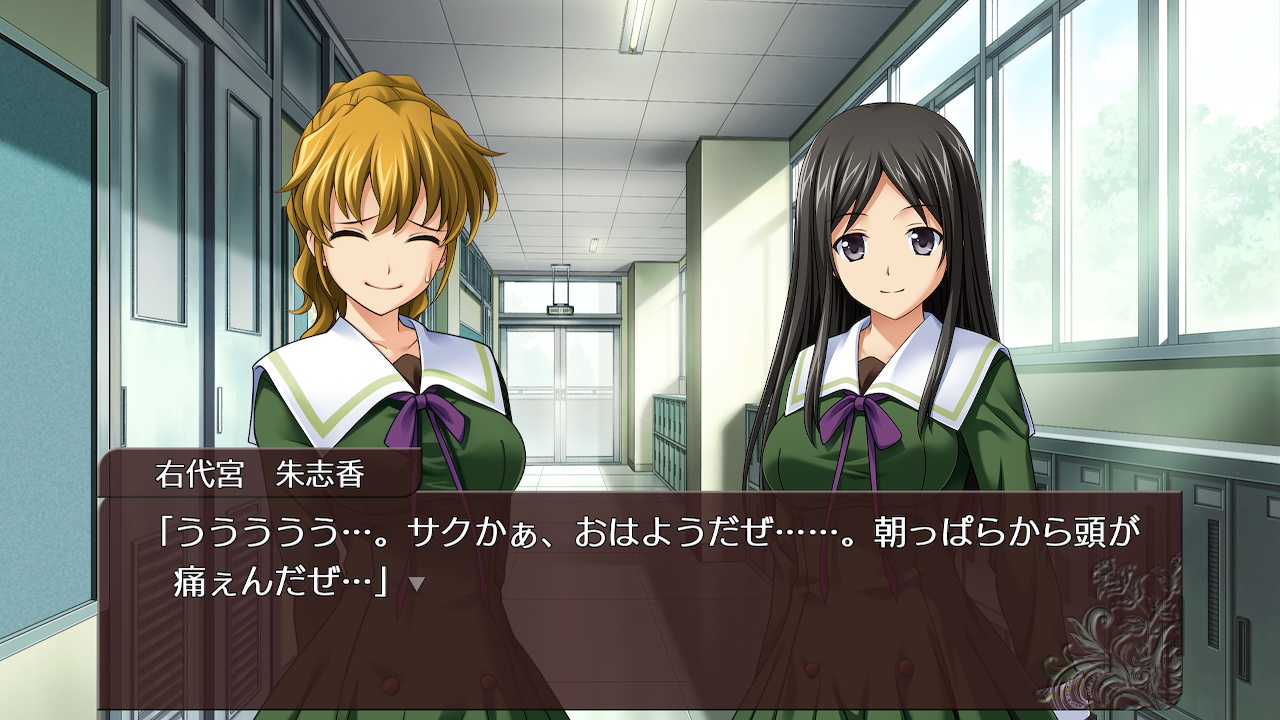 右代宮　朱志香
「うううううう…。サクかぁ、おはようだぜ……。朝っぱらから頭が
痛ぇんだぜ…」